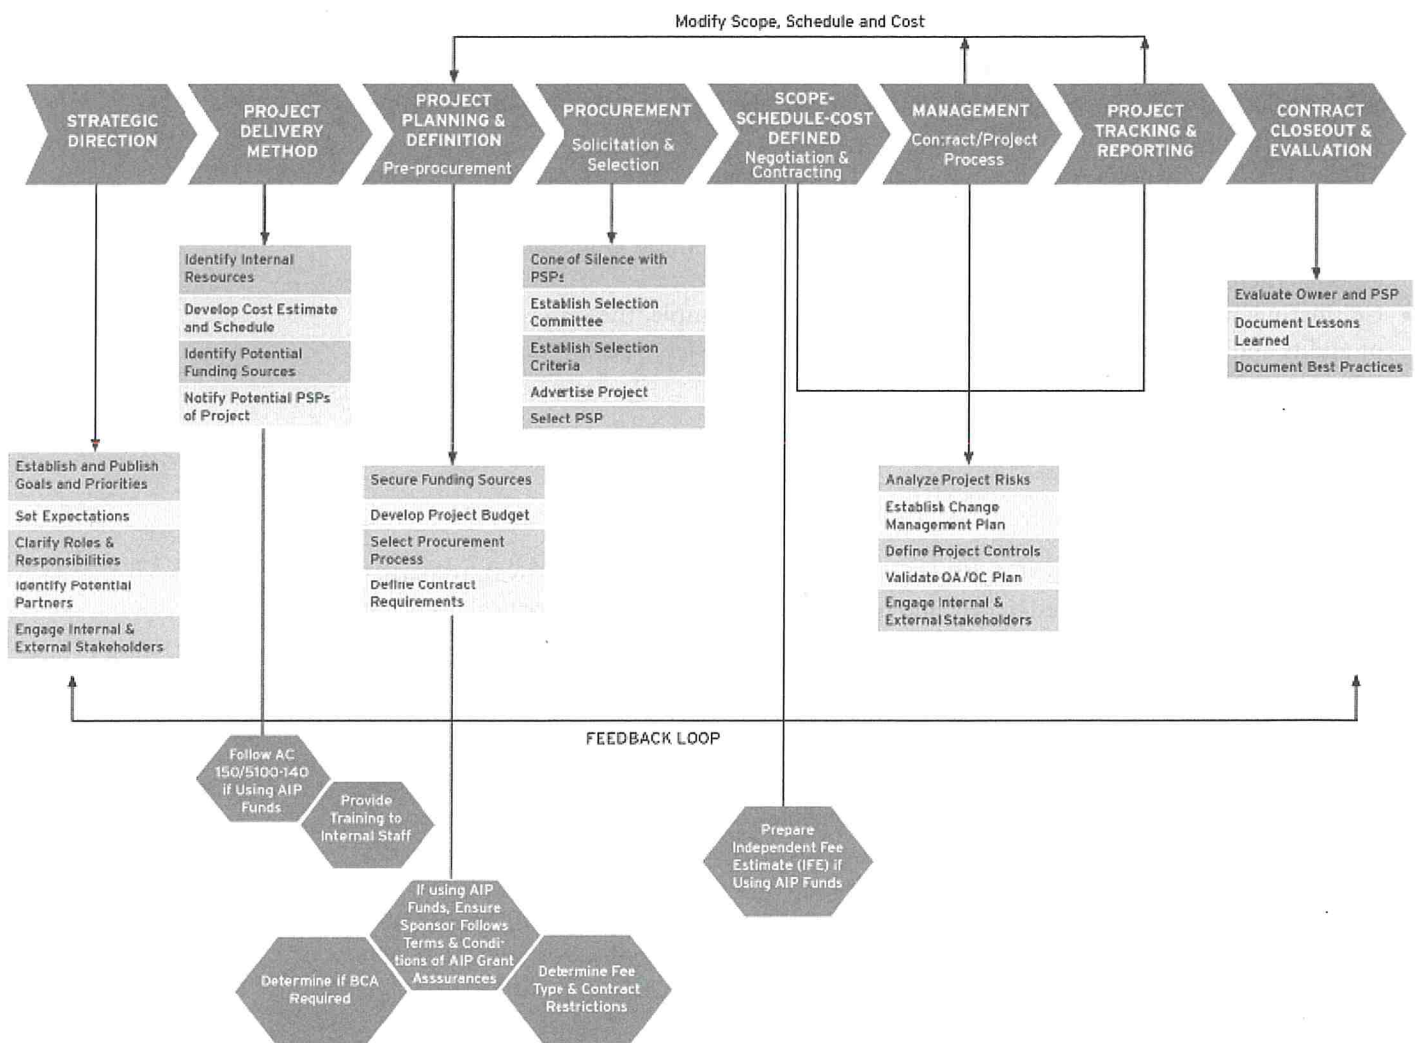 Modify Scope, Schedule and Cost
STRATEGIC
DIRECTION
PROJECT
DELIVERY
METHOD
PROJECT
PLANNING &
DEFINITION
Pre-procurement
PROCUREMENT
Solicitation &
Selection
SCOPE-
SCHEDULE-COST
DEFINED
Negotiation &
Contracting
MANAGEMENT
Contract/Project
Process
PROJECT
TRACKING &
REPORTING
CONTRACT
CLOSEOUT &
EVALUATION
Identify Internal
Resources
Develop Cost Estimate
and Schedule
Identify Potential
Funding Sources
Notify Potential PSPs
of Project
Cone of Silence with
PSPs
Establish Selection
Committee
Establish Selection
Criteria
Advertise Project
Select PSP
Evaluate Owner and PSP
Document Lessons
Learned
Document Best Practices
Establish and Publish
Goals and Priorities
Set Expectations
Clarify Roles &
Responsibilities
Identify Potential
Partners
Engage Internal &
External Stakeholders
Secure Funding Sources
Develop Project Budget
Select Procurement
Process
Define Contract
Requirements
Analyze Project Risks
Establish Change
Management Plan
Define Project Controls
Validate QA/QC Plan
Engage Internal &
External Stakeholders
FEEDBACK LOOP
Follow AC
150/5100-140
if Using AIP
Funds
Provide
Training to
Internal Staff
Prepare
Independent Fee
Estimate (IFE) if
Using AIP Funds
If using AIP
Funds, Ensure
Sponsor Follows
Terms & Condi-
tions of AIP Grant
Asssurances
Determine if BCA
Required
Determine Fee
Type & Contract
Restrictions